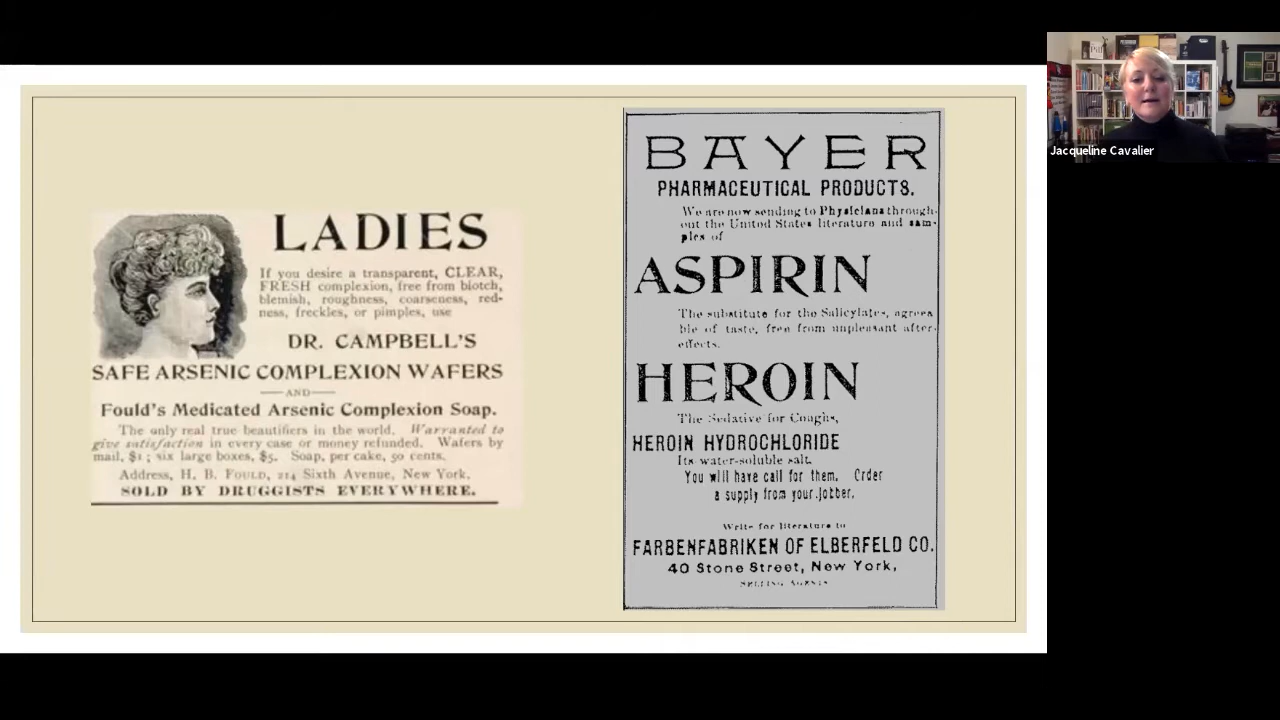 LADIES
If you desire a transparent, CLEAR,
FRESH complexion, free from blotch,
blemish, roughness, coarseness, red-
ness, freckles, or pimples, use
DR. CAMPBELL'S
SAFE ARSENIC COMPLEXION WAFERS
AND
Fould's Medicated Arsenic Complexion Soap.
The only real true beautifiers in the world. Warranted to
give satisfaction in every case or money refunded. Wafers by
mail, $1; six large boxes, $5. Soap, per cake, 50 cents.
Address, H. B. FOULD, 214 Sixth Avenue, New York.
SOLD BY DRUGGISTS EVERYWHERE.
BAYER
PHARMACEUTICAL PRODUCTS.
We are now sending to Physicians through-
out the United States literature and sam-
ples of
ASPIRIN
The substitute for the Salicylates, agreea
ble of taste, free from unpleasant after-
effects.
HEROIN
The Sedative for Coughs,
HEROIN HYDROCHLORIDE
Its water-soluble salt.
You will have call for them. Order
a supply from your jobber.
Write for literature to
FARBENFABRIKEN OF ELBERFELD CO.
40 Stone Street, New York,
SELLING AGENTS
Jacqueline Cavalier